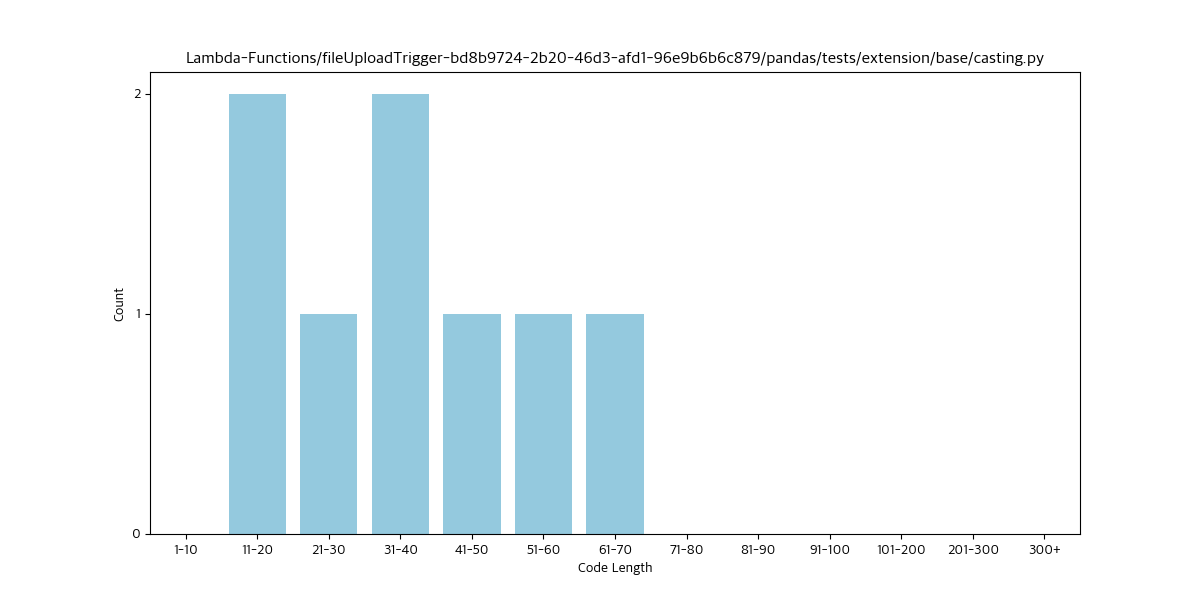 Lambda-Functions/fileUploadTrigger-bd8b9724-2b20-46d3-afd1-96e9b6b6c879/pandas/tests/extension/base/casting.py
2
1
0
Count
1-10 11-20 21-30 31-40 41-50 51-60 61-70 71-80 81-90 91-100 101-200 201-300 300+
Code Length